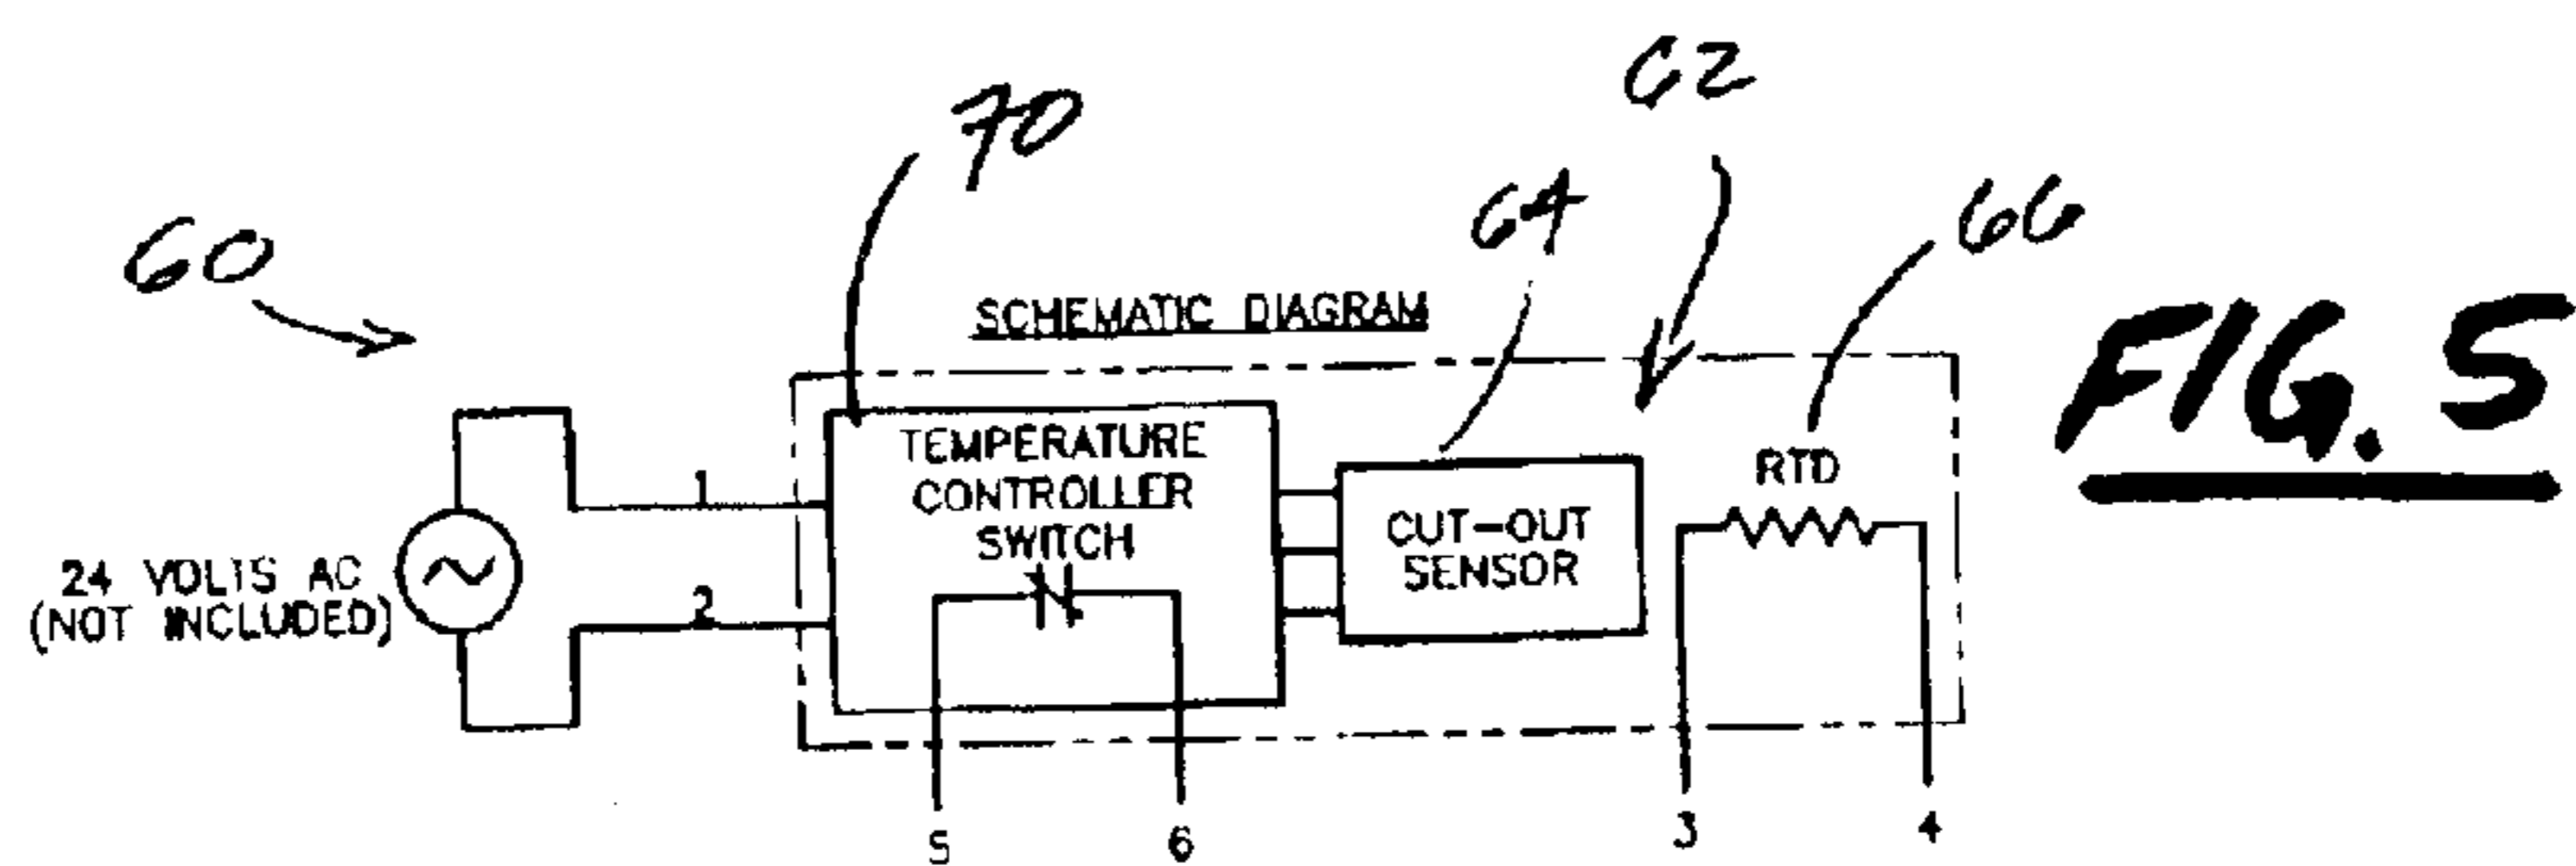 62
70
64
66
60
SCHEMATIC DIAGRAM
FIG. 5
TEMPERATURE
CONTROLLER
SWITCH
RTD
1
CUT-OUT
SENSOR
24 VOLTS AC
(NOT INCLUDED)
2
5
6
3
4